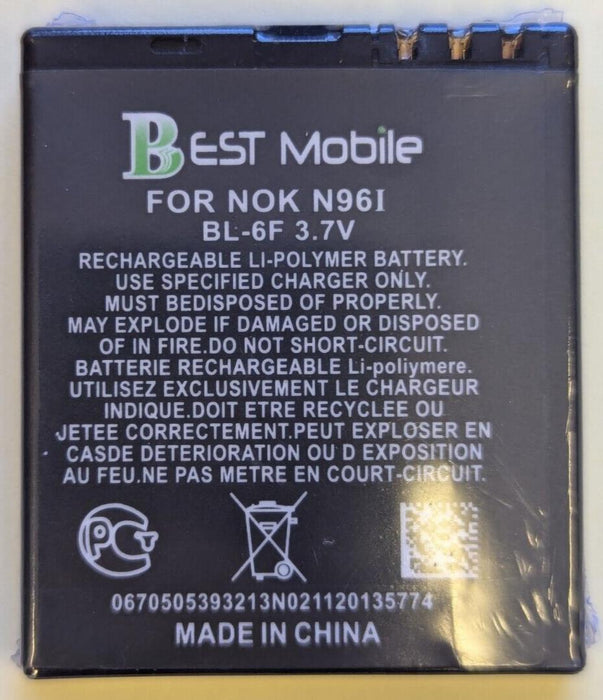 BEST Mobile
FOR NOK N96I
BL-6F 3.7V
RECHARGEABLE LI-POLYMER BATTERY.
USE SPECIFIED CHARGER ONLY.
MUST BEDISPOSED OF PROPERLY.
MAY EXPLODE IF DAMAGED OR DISPOSED
OF IN FIRE.DO NOT SHORT-CIRCUIT.
BATTERIE RECHARGEABLE Li-polymere.
UTILISEZ EXCLUSIVEMENT LE CHARGEUR
INDIQUE.DOIT ETRE RECYCLEE OU
JETEE CORRECTEMENT.PEUT EXPLOSER EN
CASDE DETERIORATION OU D EXPOSITION
AU FEU.NE PAS METRE EN COURT-CIRCUIT.
PCT
0670505393213N021120135774
MADE IN CHINA